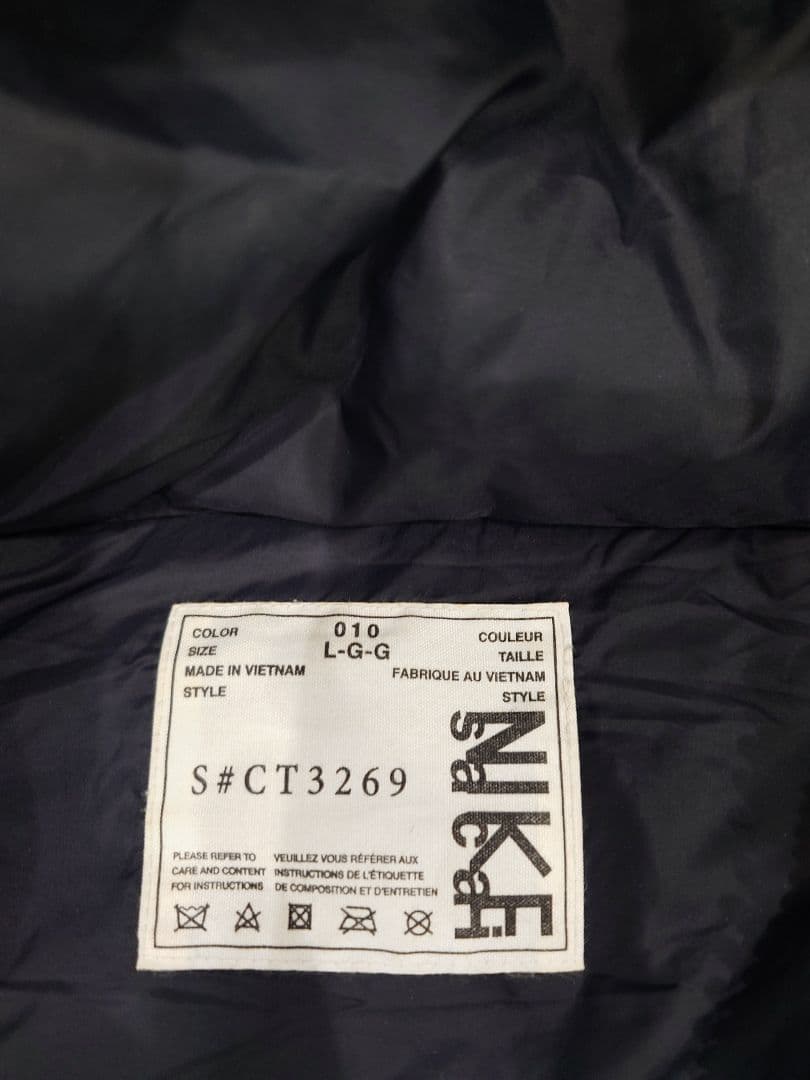 COLOR 010 COULEUR
SIZE L-G-G TAILLE
MADE IN VIETNAM FABRIQUE AU VIETNAM
STYLE STYLE
S#CT3269
NIKE
sacai
PLEASE REFER TO
CARE AND CONTENT
FOR INSTRUCTIONS
VEUILLEZ VOUS RÉFÉRER AUX
INSTRUCTIONS DE L'ÉTIQUETTE
DE COMPOSITION ET D'ENTRETIEN